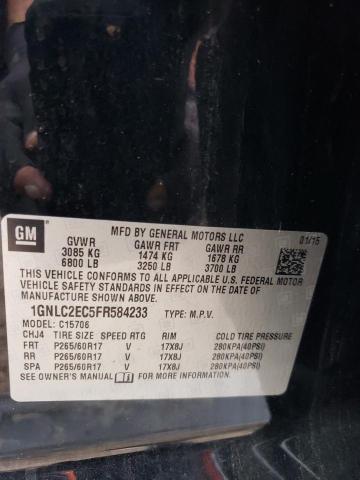 GM
MFD BY GENERAL MOTORS LLC
01/15
GVWR GAWR FRT GAWR RR
3085 KG 1474 KG 1678 KG
6800 LB 3250 LB 3700 LB
THIS VEHICLE CONFORMS TO ALL APPLICABLE U.S. FEDERAL MOTOR
VEHICLE SAFETY STANDARDS IN EFFECT ON THE DATE OF
MANUFACTURE SHOWN ABOVE.
1GNLC2EC5FR584233 TYPE: M.P.V.
MODEL: C15706
CHJ4 TIRE SIZE SPEED RTG RIM COLD TIRE PRESSURE
FRT P265/60R17 V 17X8J 280KPA(40PSI)
RR P265/60R17 V 17X8J 280KPA(40PSI)
SPA P265/60R17 V 17X8J 280KPA(40PSI)
SEE OWNER'S MANUAL FOR ADDITIONAL INFORMATION.